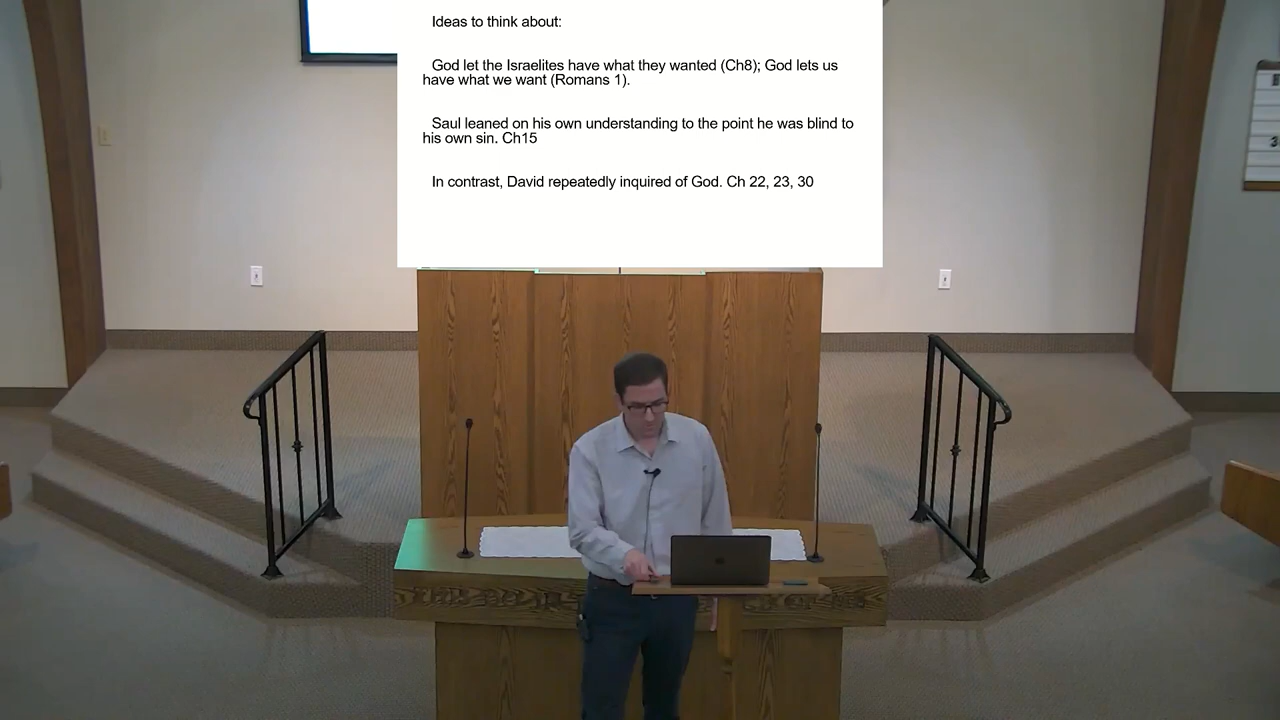 Ideas to think about:
God let the Israelites have what they wanted (Ch8); God lets us
have what we want (Romans 1).
Saul leaned on his own understanding to the point he was blind to
his own sin. Ch15
In contrast, David repeatedly inquired of God. Ch 22, 23, 30
3